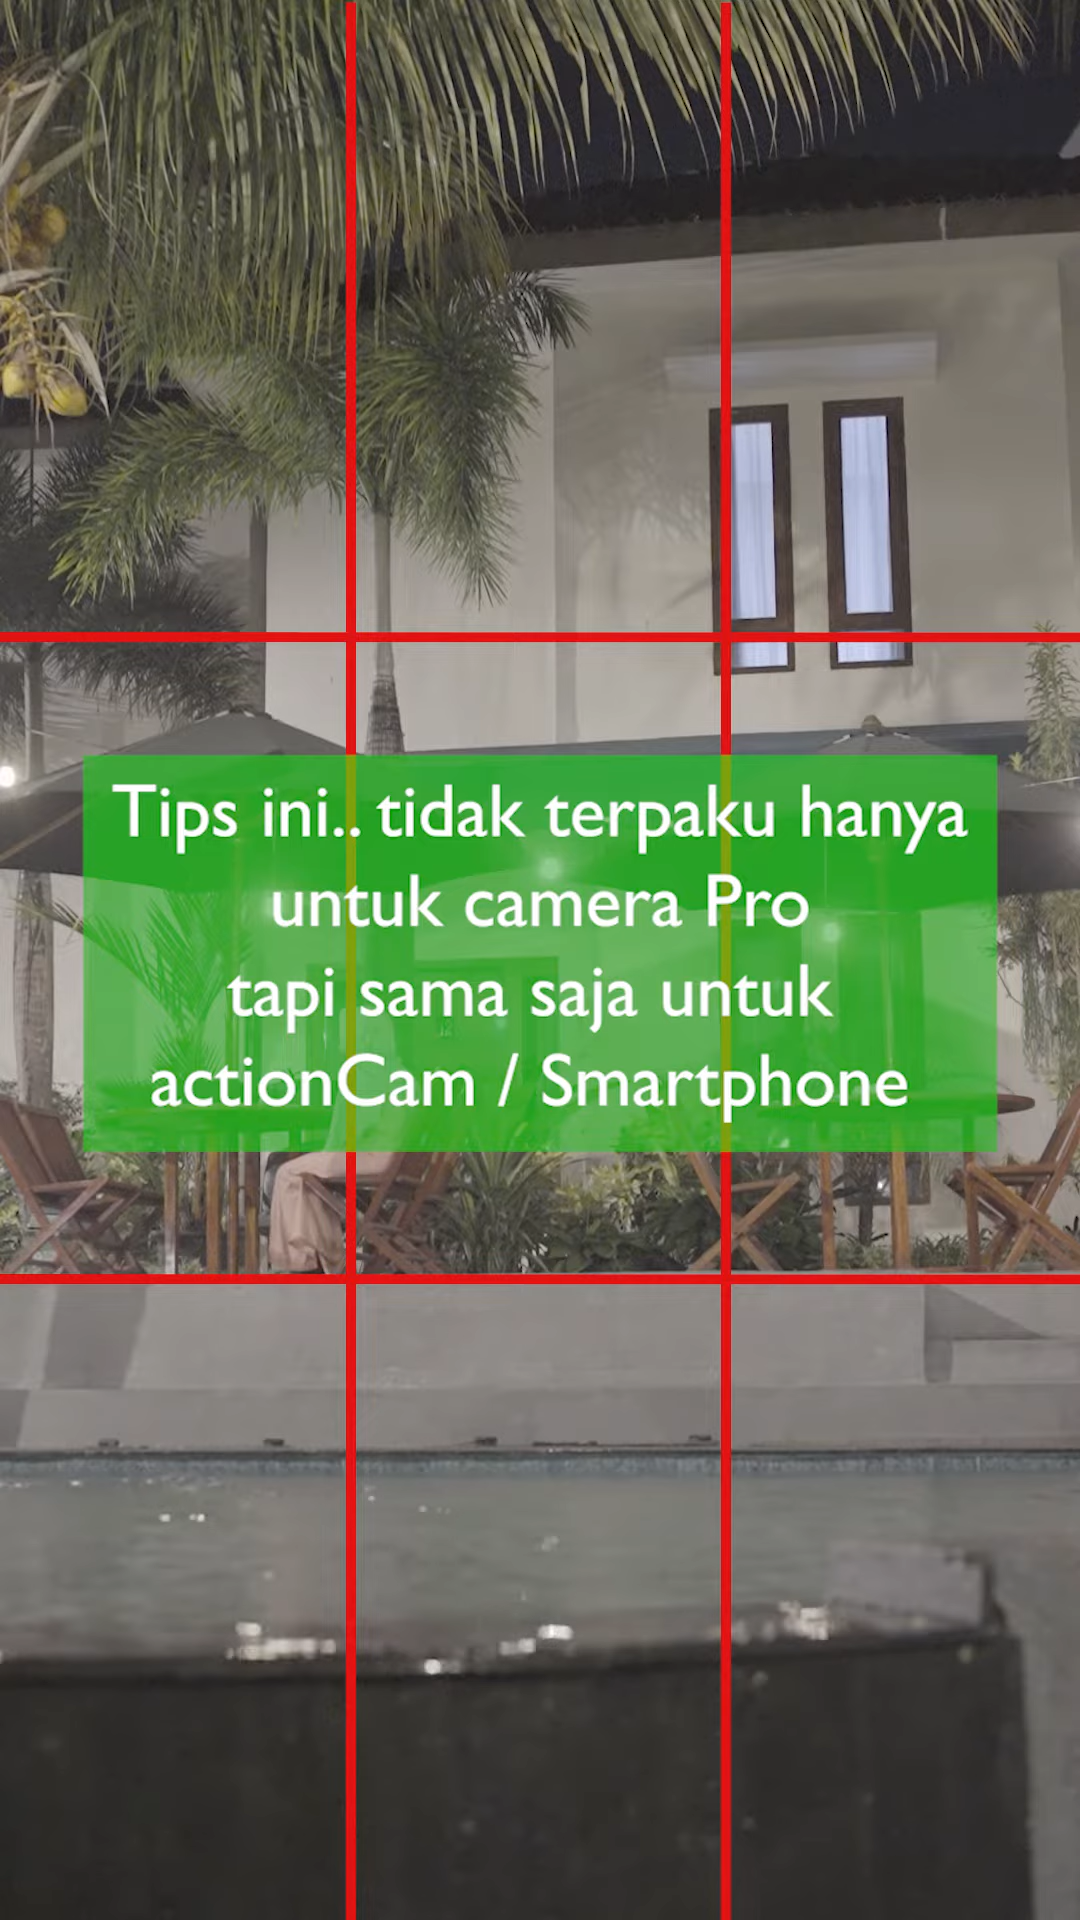 Tips ini.. tidak terpaku hanya
untuk camera Pro
tapi sama saja untuk
actionCam / Smartphone